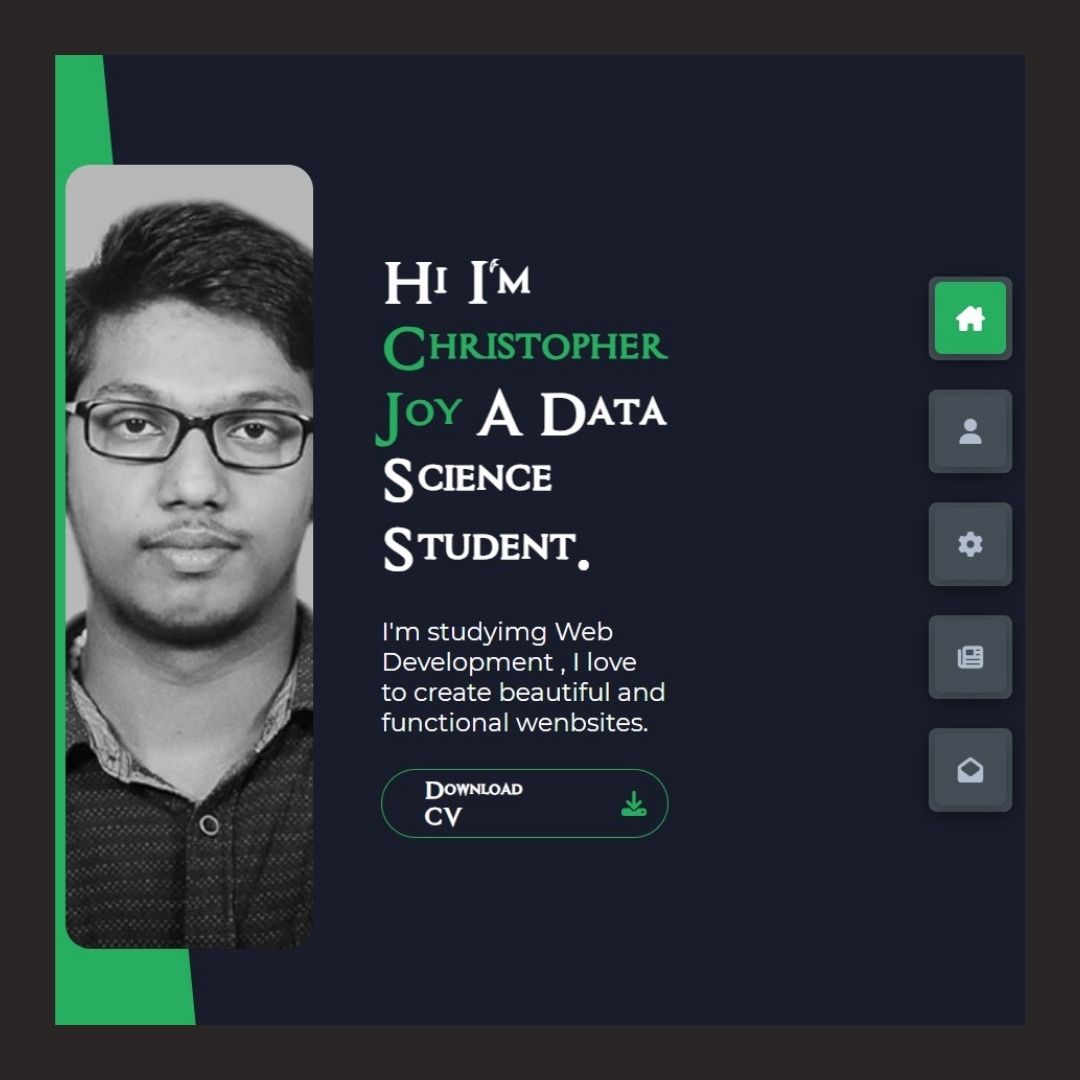 Hi I'm
Christopher
Joy A Data
Science
Student.
I'm studyimg Web
Development , I love
to create beautiful and
functional wenbsites.
Download
CV